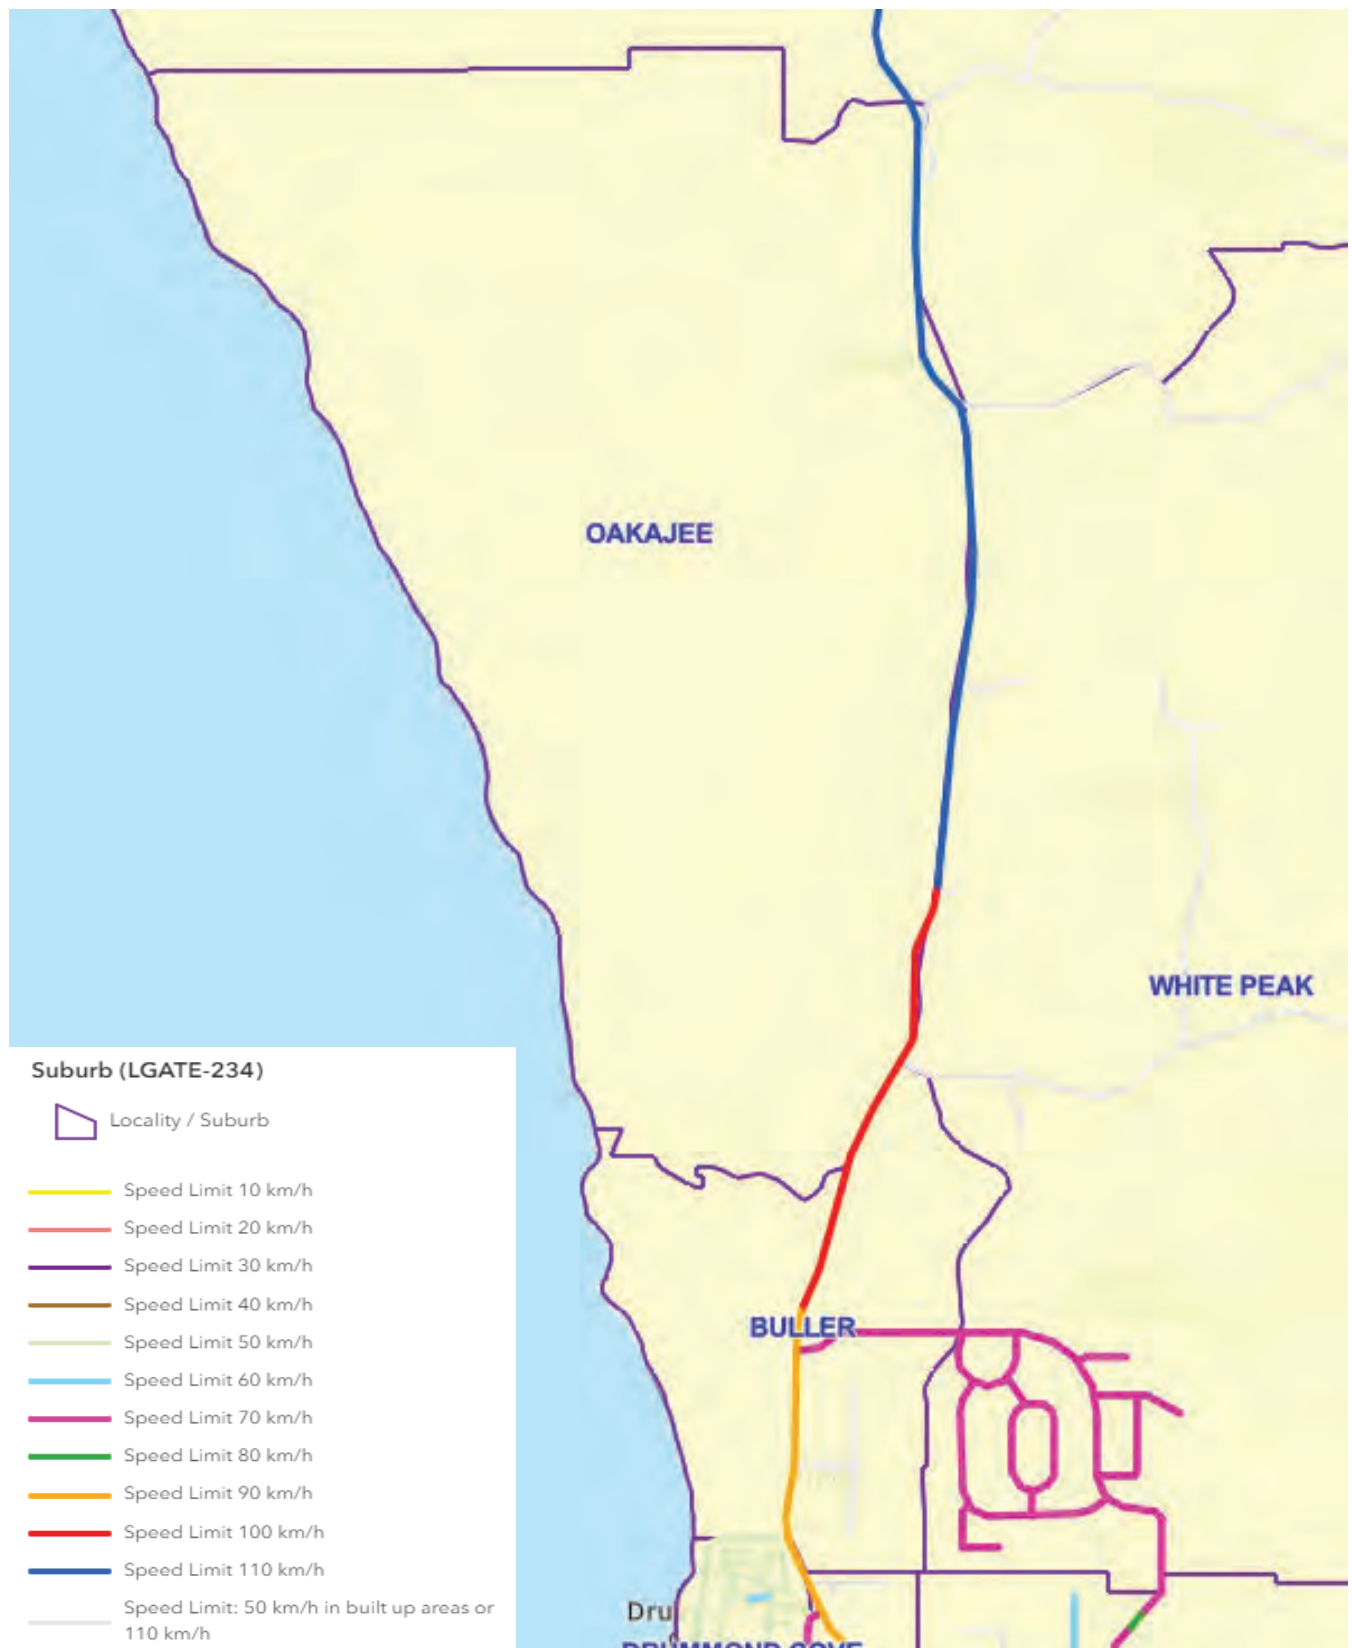 OAKAJEE
WHITE PEAK
Suburb (LGATE-234)
Locality / Suburb
Speed Limit 10 km/h
Speed Limit 20 km/h
Speed Limit 30 km/h
Speed Limit 40 km/h
Speed Limit 50 km/h
Speed Limit 60 km/h
Speed Limit 70 km/h
Speed Limit 80 km/h
Speed Limit 90 km/h
Speed Limit 100 km/h
Speed Limit 110 km/h
Speed Limit: 50 km/h in built up areas or
110 km/h
BULLER
Dru
DRUMMOND COVE